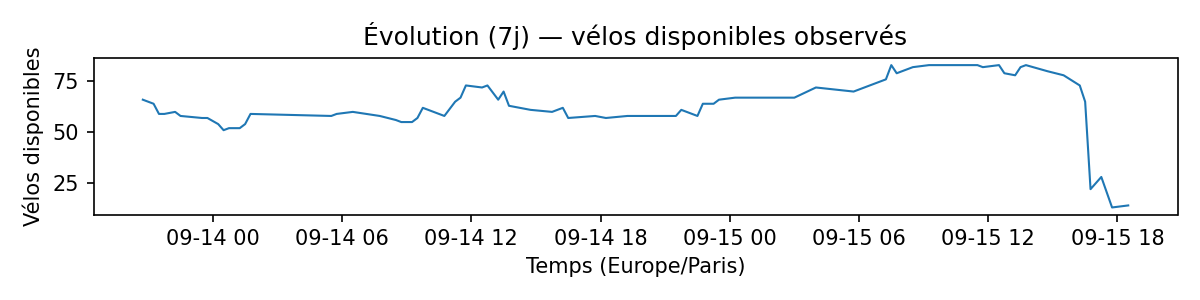 Évolution (7j) — vélos disponibles observés
Vélos disponibles
75
50
25
09-14 00 09-14 06 09-14 12 09-14 18 09-15 00 09-15 06 09-15 12 09-15 18
Temps (Europe/Paris)